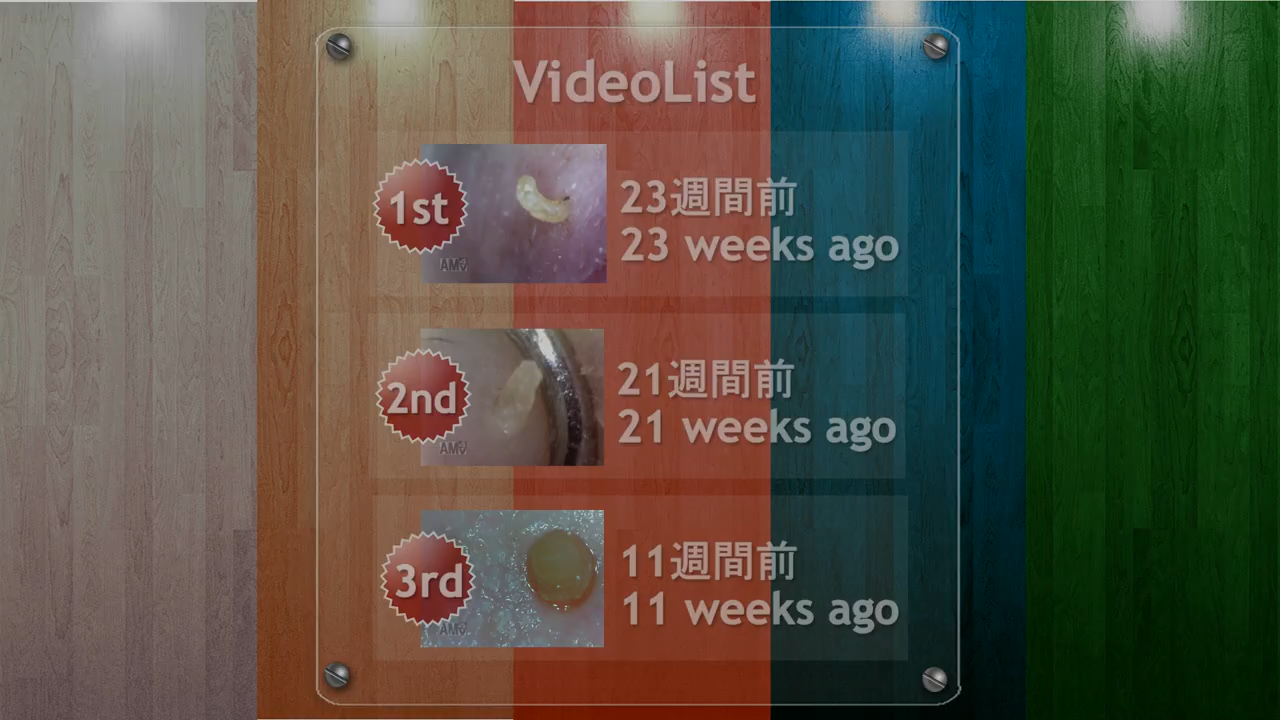 VideoList
1st
23週間前
23 weeks ago
2nd
21週間前
21 weeks ago
3rd
11週間前
11 weeks ago